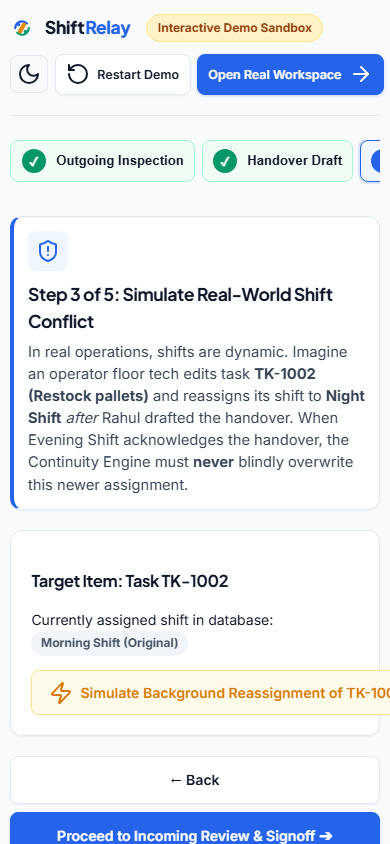 ShiftRelay
Interactive Demo Sandbox
Restart Demo
Open Real Workspace →
✓ Outgoing Inspection
✓ Handover Draft
Step 3 of 5: Simulate Real-World Shift
Conflict
In real operations, shifts are dynamic. Imagine
an operator floor tech edits task TK-1002
(Restock pallets) and reassigns its shift to Night
Shift after Rahul drafted the handover. When
Evening Shift acknowledges the handover, the
Continuity Engine must never blindly overwrite
this newer assignment.
Target Item: Task TK-1002
Currently assigned shift in database:
Morning Shift (Original)
Simulate Background Reassignment of TK-100
← Back
Proceed to Incoming Review & Signoff ➔